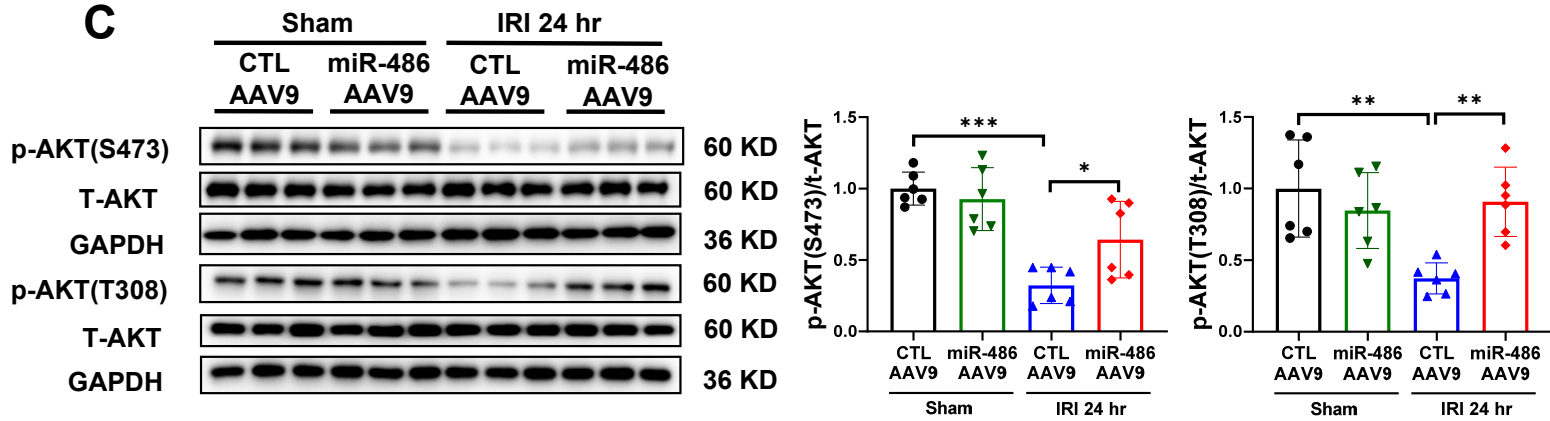 C
Sham
IRI 24 hr
CTL
AAV9
miR-486
AAV9
CTL
AAV9
miR-486
AAV9
p-AKT(S473)
60 KD
T-AKT
60 KD
GAPDH
36 KD
p-AKT(T308)
60 KD
T-AKT
60 KD
GAPDH
36 KD
p-AKT(S473)/t-AKT
1.5
1.0
0.5
0.0
***
*
CTL
AAV9
miR-486
AAV9
CTL
AAV9
miR-486
AAV9
Sham
IRI 24 hr
p-AKT(T308)/t-AKT
1.5
1.0
0.5
0.0
**
**
CTL
AAV9
miR-486
AAV9
CTL
AAV9
miR-486
AAV9
Sham
IRI 24 hr